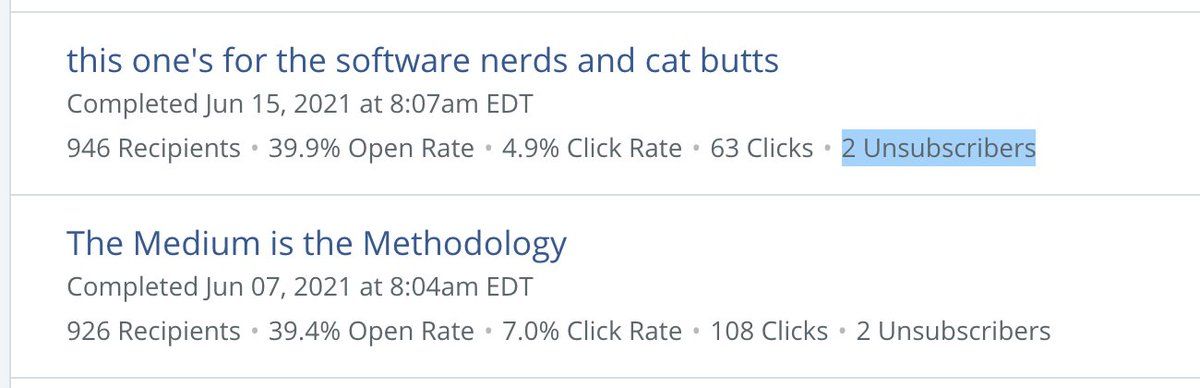 this one's for the software nerds and cat butts
Completed Jun 15, 2021 at 8:07am EDT
946 Recipients • 39.9% Open Rate • 4.9% Click Rate • 63 Clicks • 2 Unsubscribers
The Medium is the Methodology
Completed Jun 07, 2021 at 8:04am EDT
926 Recipients • 39.4% Open Rate • 7.0% Click Rate • 108 Clicks • 2 Unsubscribers